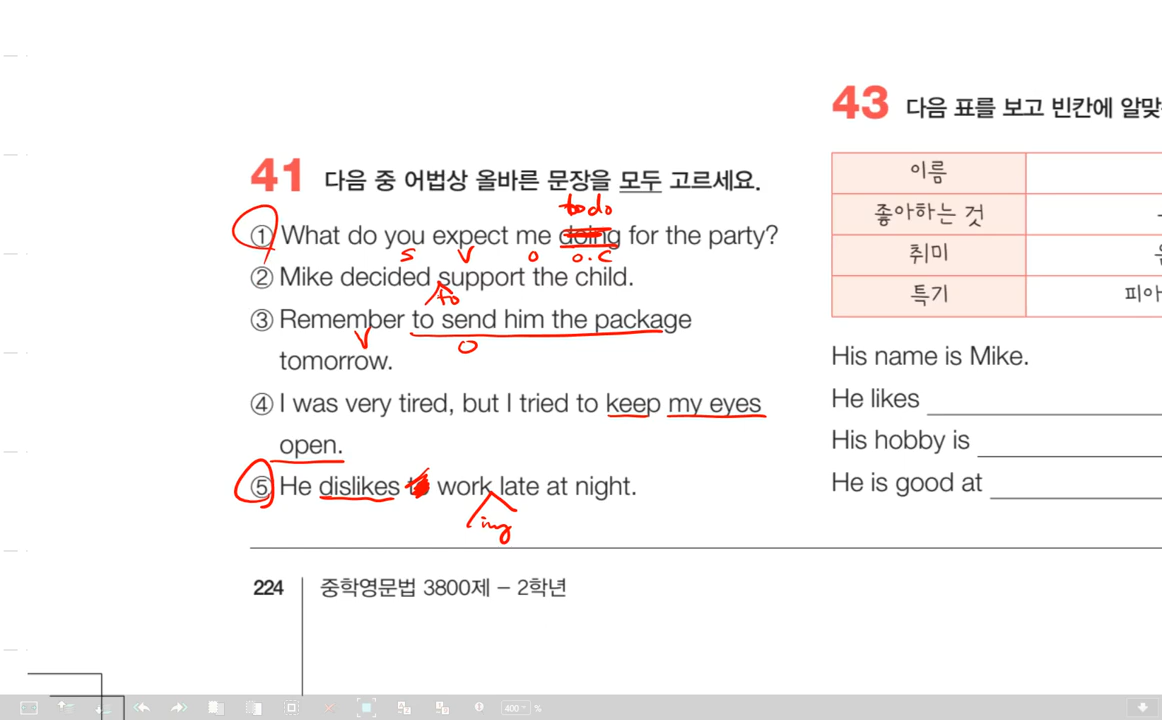 43 다음 표를 보고 빈칸에 알맞
41 다음 중 어법상 올바른 문장을 모두 고르세요.
to do
① What do you expect me doing for the party?
S V O O.C
② Mike decided support the child.
to
③ Remember to send him the package
V O
tomorrow.
④ I was very tired, but I tried to keep my eyes
open.
⑤ He dislikes work late at night.
ing
이름
좋아하는 것
취미
특기 피아
His name is Mike.
He likes
His hobby is
He is good at
224 중학영문법 3800제 – 2학년
400 %